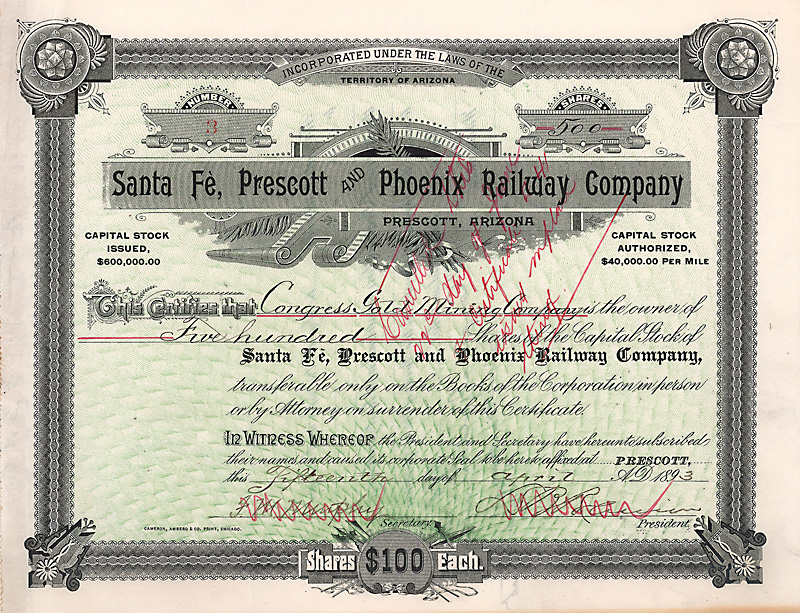 INCORPORATED UNDER THE LAWS OF THE
TERRITORY OF ARIZONA
NUMBER
3
SHARES
500
Santa Fè, Prescott AND Phoenix Railway Company
PRESCOTT, ARIZONA
CAPITAL STOCK
ISSUED,
$600,000.00
CAPITAL STOCK
AUTHORIZED,
$40,000.00 PER MILE
This Certifies that Congress Gold Mining Company is the owner of
Five hundred Shares of the Capital Stock of
Santa Fè, Prescott and Phoenix Railway Company,
transferable only on the Books of the Corporation in person
or by Attorney on surrender of this Certificate.
IN WITNESS WHEREOF the President and Secretary have hereunto subscribed
their names and caused its corporate Seal to be hereto affixed at PRESCOTT,
this fifteenth day of April A.D. 1893
Secretary.
President.
CAMERON, AMBERG & CO. PRINT, CHICAGO.
Shares $100 Each.